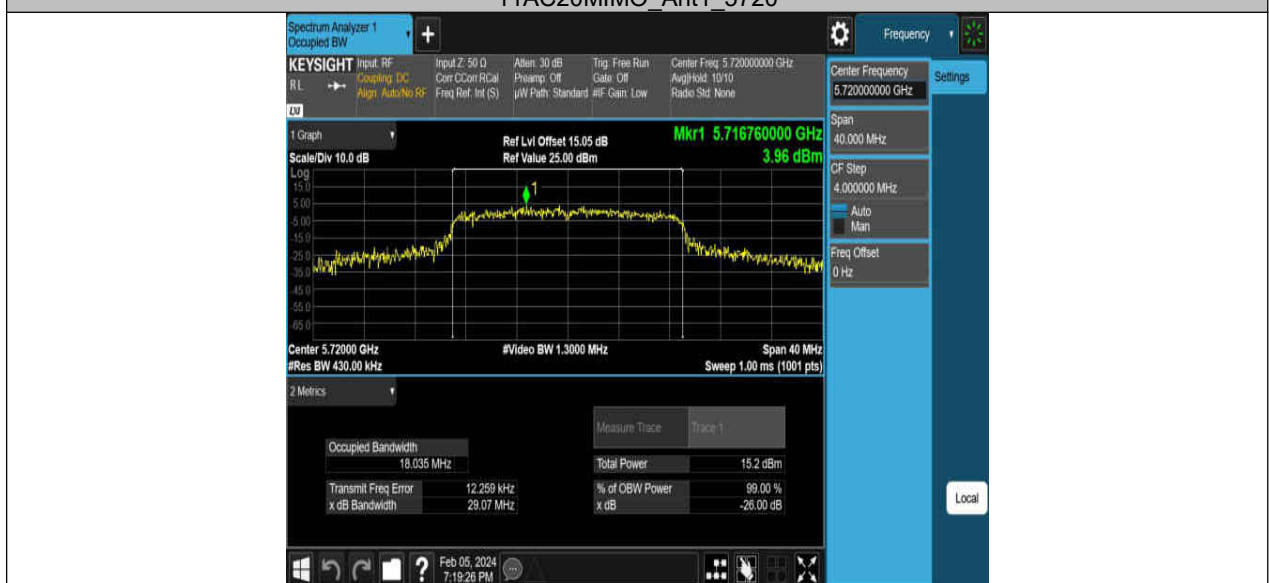 11AC20MIMO_Ant1_5720
Spectrum Analyzer 1
Occupied BW
+
Frequency
KEYSIGHT
RL
LXI
Input: RF
Coupling: DC
Align: Auto/No RF
Input Z: 50 Ω
Corr CCorr RCal
Freq Ref: Int (S)
Atten: 30 dB
Preamp: Off
µW Path: Standard
Trig: Free Run
Gate: Off
#IF Gain: Low
Center Freq: 5.720000000 GHz
Avg|Hold: 10/10
Radio Std: None
Center Frequency
5.720000000 GHz
Settings
Span
40.000 MHz
CF Step
4.000000 MHz
Auto
Man
Freq Offset
0 Hz
Local
1 Graph
Scale/Div 10.0 dB
Ref Lvl Offset 15.05 dB
Ref Value 25.00 dBm
Mkr1 5.716760000 GHz
3.96 dBm
Log
15.0
5.00
-5.00
-15.0
-25.0
-35.0
-45.0
-55.0
-65.0
1
Center 5.72000 GHz
#Video BW 1.3000 MHz
Span 40 MHz
#Res BW 430.00 kHz
Sweep 1.00 ms (1001 pts)
2 Metrics
Measure Trace
Trace 1
Occupied Bandwidth
18.035 MHz
Total Power
15.2 dBm
Transmit Freq Error
12.259 kHz
% of OBW Power
99.00 %
x dB Bandwidth
29.07 MHz
x dB
-26.00 dB
?
Feb 05, 2024
7:19:26 PM